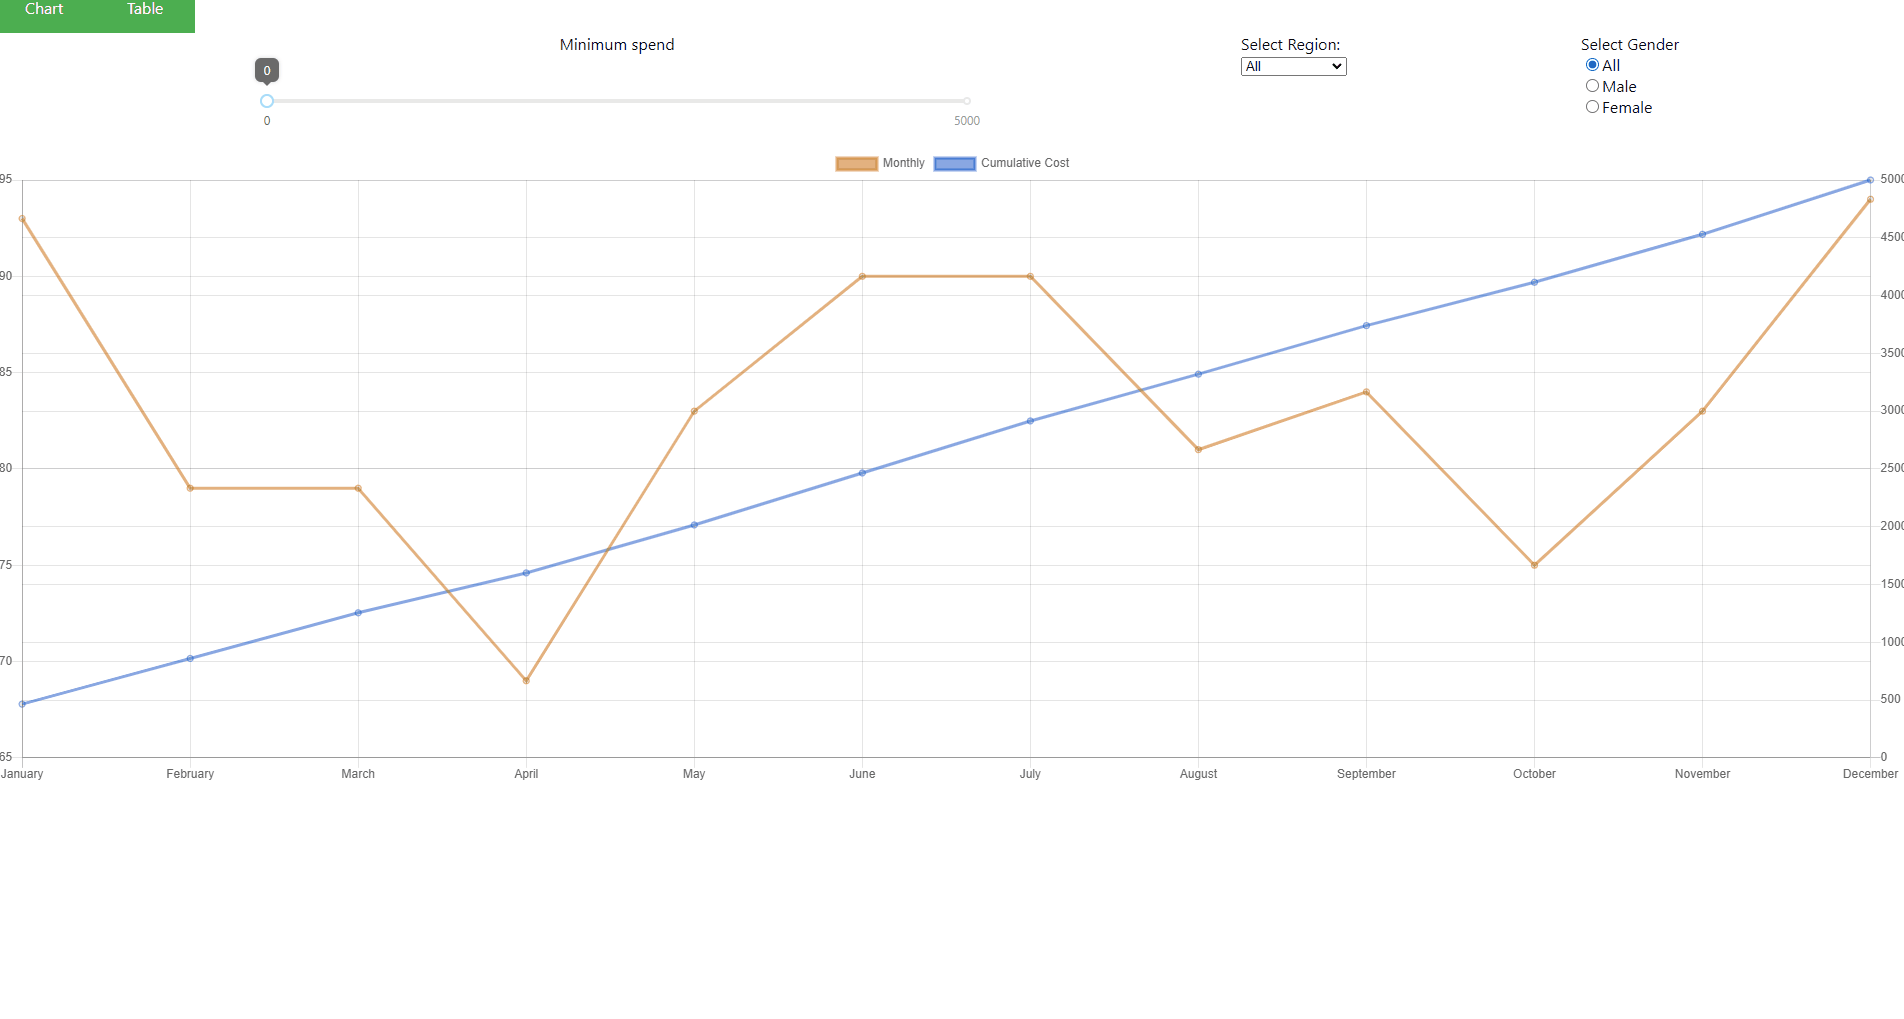 Chart Table
Minimum spend
0
0 5000
Select Region:
All
Select Gender
All
Male
Female
Monthly Cumulative Cost
95
90
85
80
75
70
65
5000
4500
4000
3500
3000
2500
2000
1500
1000
500
0
January February March April May June July August September October November December